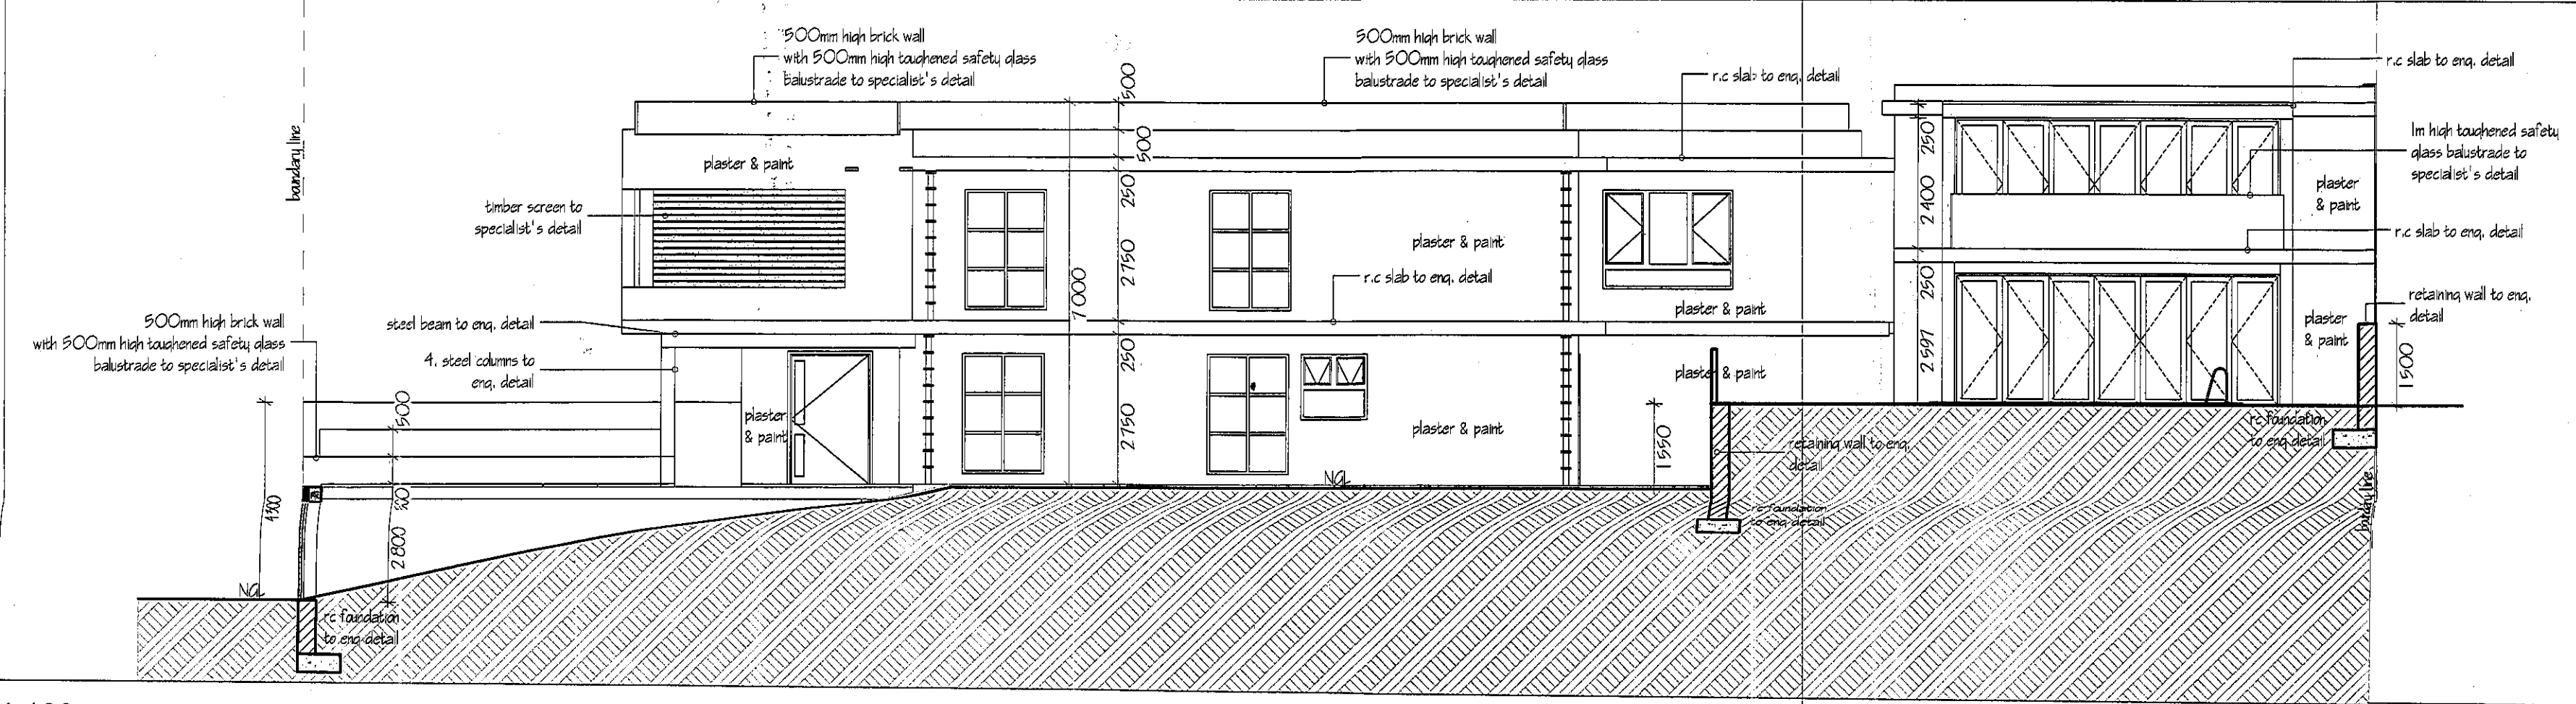 500mm high brick wall
with 500mm high toughened safety glass
balustrade to specialist's detail
500mm high brick wall
with 500mm high toughened safety glass
balustrade to specialist's detail
r.c slab to eng. detail
r.c slab to eng. detail
boundary line
plaster & paint
timber screen to
specialist's detail
500
500
250
2750
7000
250
2750
plaster & paint
r.c slab to eng. detail
plaster & paint
250
2400
250
2597
1m high toughened safety
glass balustrade to
specialist's detail
plaster
& paint
r.c slab to eng. detail
retaining wall to eng.
detail
plaster
& paint
1500
500mm high brick wall
with 500mm high toughened safety glass
balustrade to specialist's detail
steel beam to eng. detail
4. steel columns to
eng. detail
plaster
& paint
plaster & paint
plaster & paint
500
2800
NGL
1550
retaining wall to eng.
detail
rc foundation
to eng detail
rc foundation
to eng detail
boundary line
NGL
rc foundation
to eng detail